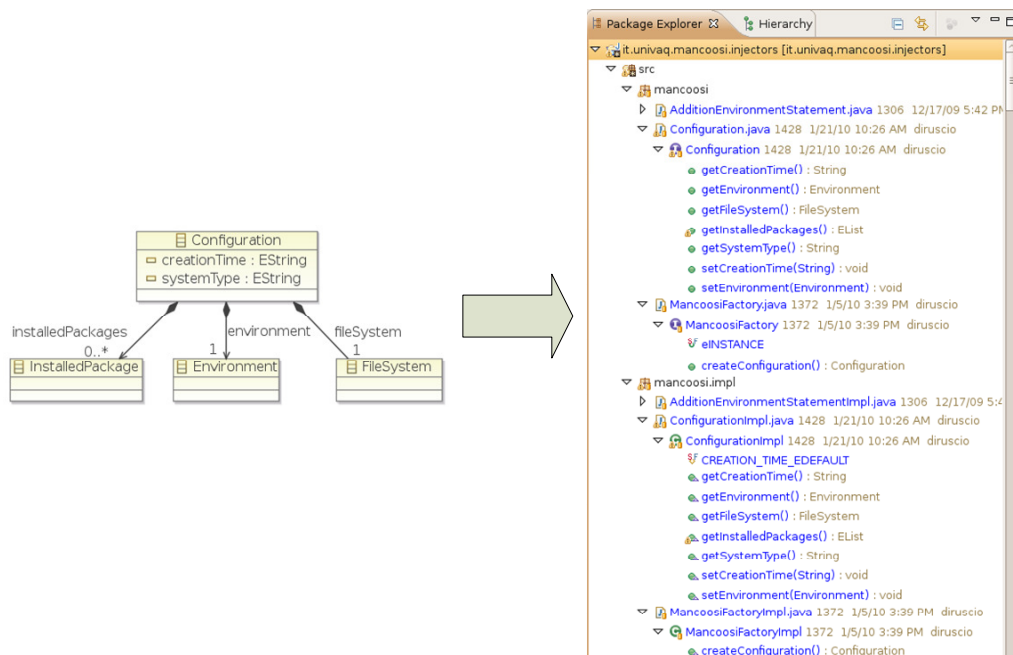 Configuration
creationTime : EString
systemType : EString
installedPackages
0..*
environment
1
fileSystem
1
InstalledPackage
Environment
FileSystem
Package Explorer
Hierarchy
it.univaq.mancoosi.injectors [it.univaq.mancoosi.injectors]
src
mancoosi
AdditionEnvironmentStatement.java 1306 12/17/09 5:42 PM
Configuration.java 1428 1/21/10 10:26 AM diruscio
Configuration 1428 1/21/10 10:26 AM diruscio
getCreationTime() : String
getEnvironment() : Environment
getFileSystem() : FileSystem
getInstalledPackages() : EList
getSystemType() : String
setCreationTime(String) : void
setEnvironment(Environment) : void
MancoosiFactory.java 1372 1/5/10 3:39 PM diruscio
MancoosiFactory 1372 1/5/10 3:39 PM diruscio
eINSTANCE
createConfiguration() : Configuration
mancoosi.impl
AdditionEnvironmentStatementImpl.java 1306 12/17/09 5:4
ConfigurationImpl.java 1428 1/21/10 10:26 AM diruscio
ConfigurationImpl 1428 1/21/10 10:26 AM diruscio
CREATION_TIME_EDEFAULT
getCreationTime() : String
getEnvironment() : Environment
getFileSystem() : FileSystem
getInstalledPackages() : EList
getSystemType() : String
setCreationTime(String) : void
setEnvironment(Environment) : void
MancoosiFactoryImpl.java 1372 1/5/10 3:39 PM diruscio
MancoosiFactoryImpl 1372 1/5/10 3:39 PM diruscio
createConfiguration() : Configuration